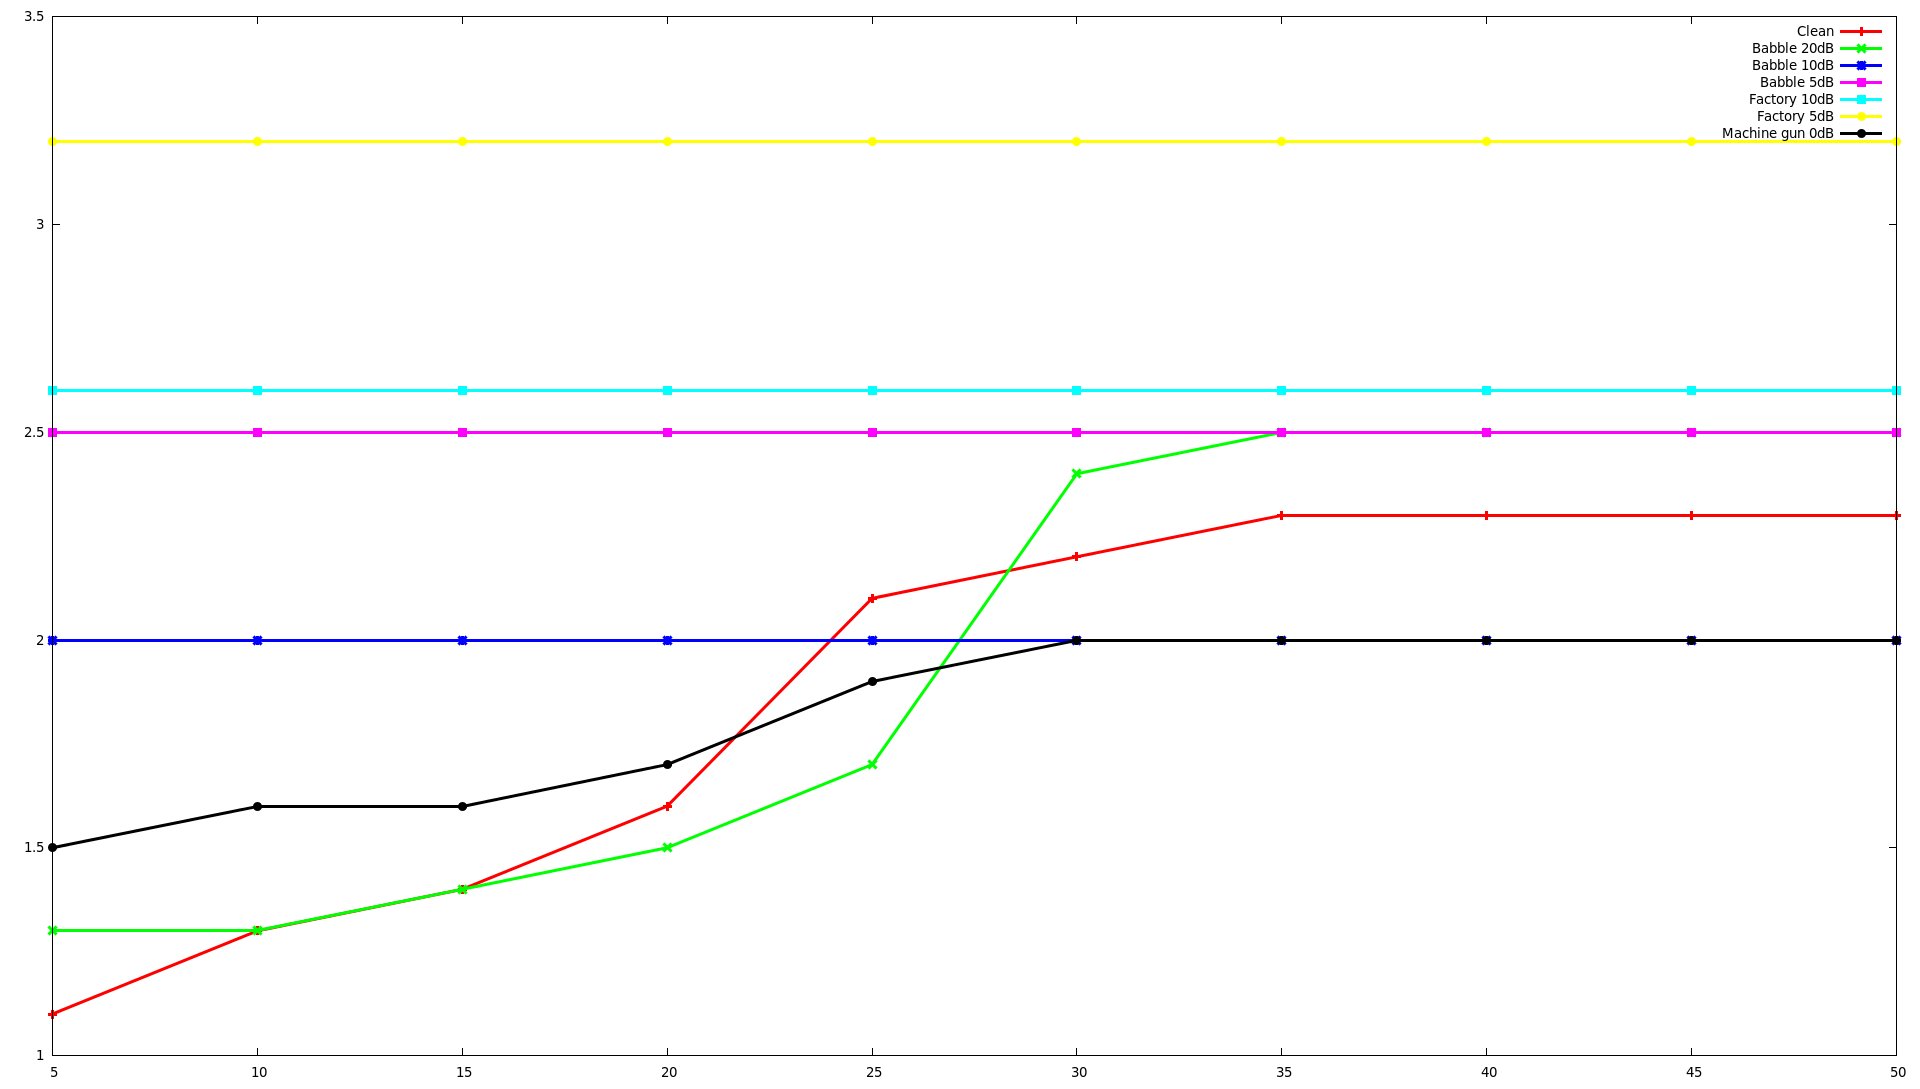 3.5
Clean
Babble 20dB
Babble 10dB
Babble 5dB
Factory 10dB
Factory 5dB
Machine gun 0dB
3
2.5
2
1.5
1
5 10 15 20 25 30 35 40 45 50